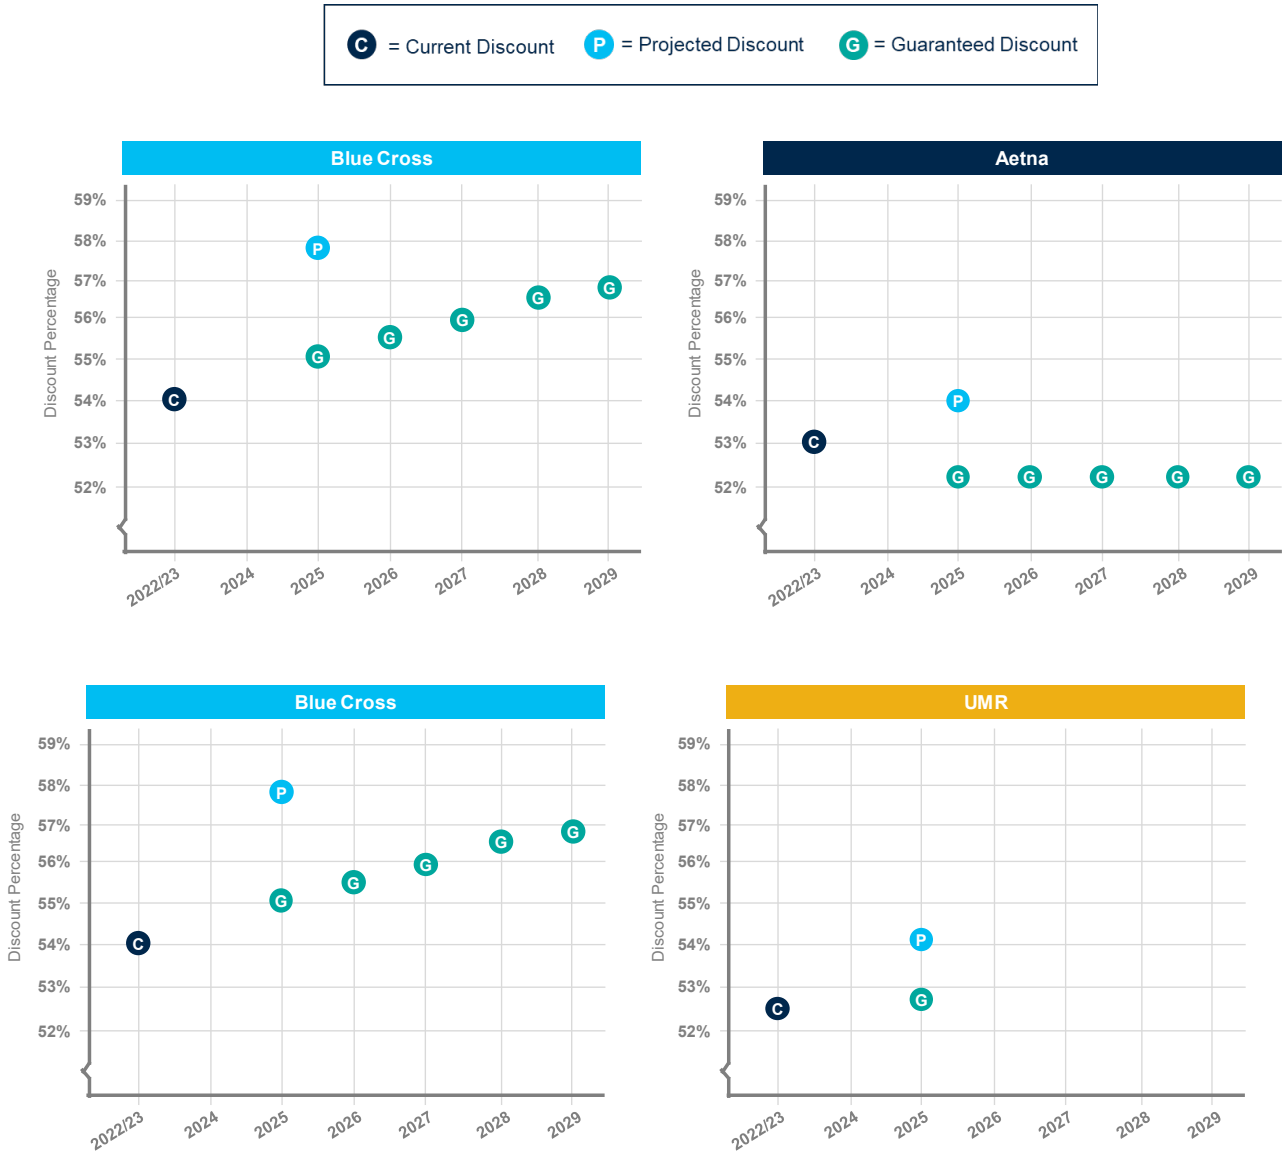 C = Current Discount P = Projected Discount G = Guaranteed Discount
Blue Cross
59%
58%
57%
56%
55%
54%
53%
52%
Discount Percentage
P
G
G
G
G
G
C
2022/23 2024 2025 2026 2027 2028 2029
Aetna
59%
58%
57%
56%
55%
54%
53%
52%
Discount Percentage
P
C
G G G G G
2022/23 2024 2025 2026 2027 2028 2029
Blue Cross
59%
58%
57%
56%
55%
54%
53%
52%
Discount Percentage
P
G
G
G
G
G
C
2022/23 2024 2025 2026 2027 2028 2029
UMR
59%
58%
57%
56%
55%
54%
53%
52%
Discount Percentage
P
G
C
2022/23 2024 2025 2026 2027 2028 2029